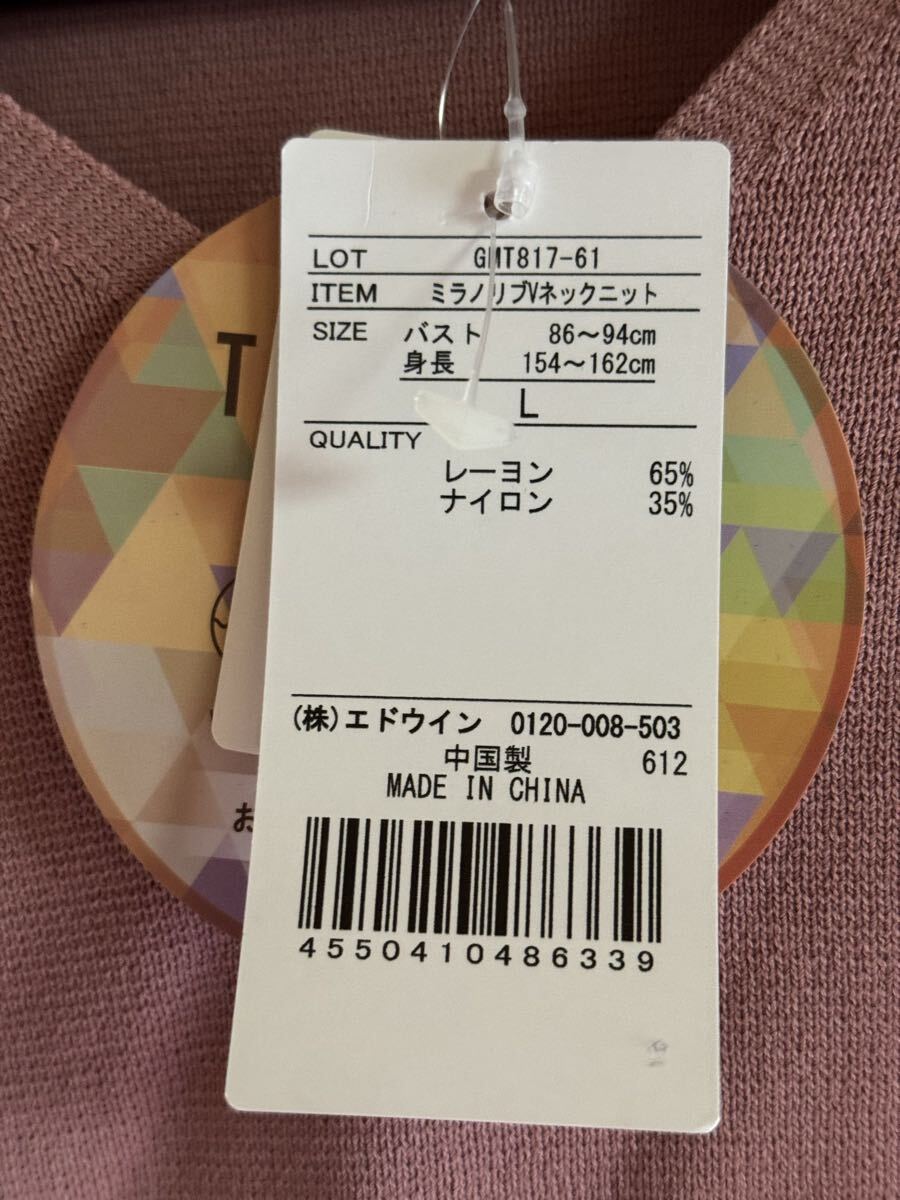 LOT GMT817-61
ITEM ミラノリブVネックニット
SIZE バスト 86～94cm
身長 154～162cm
L
QUALITY
レーヨン 65%
ナイロン 35%
(株)エドウイン 0120-008-503
中国製 612
MADE IN CHINA
4550410486339
T
お